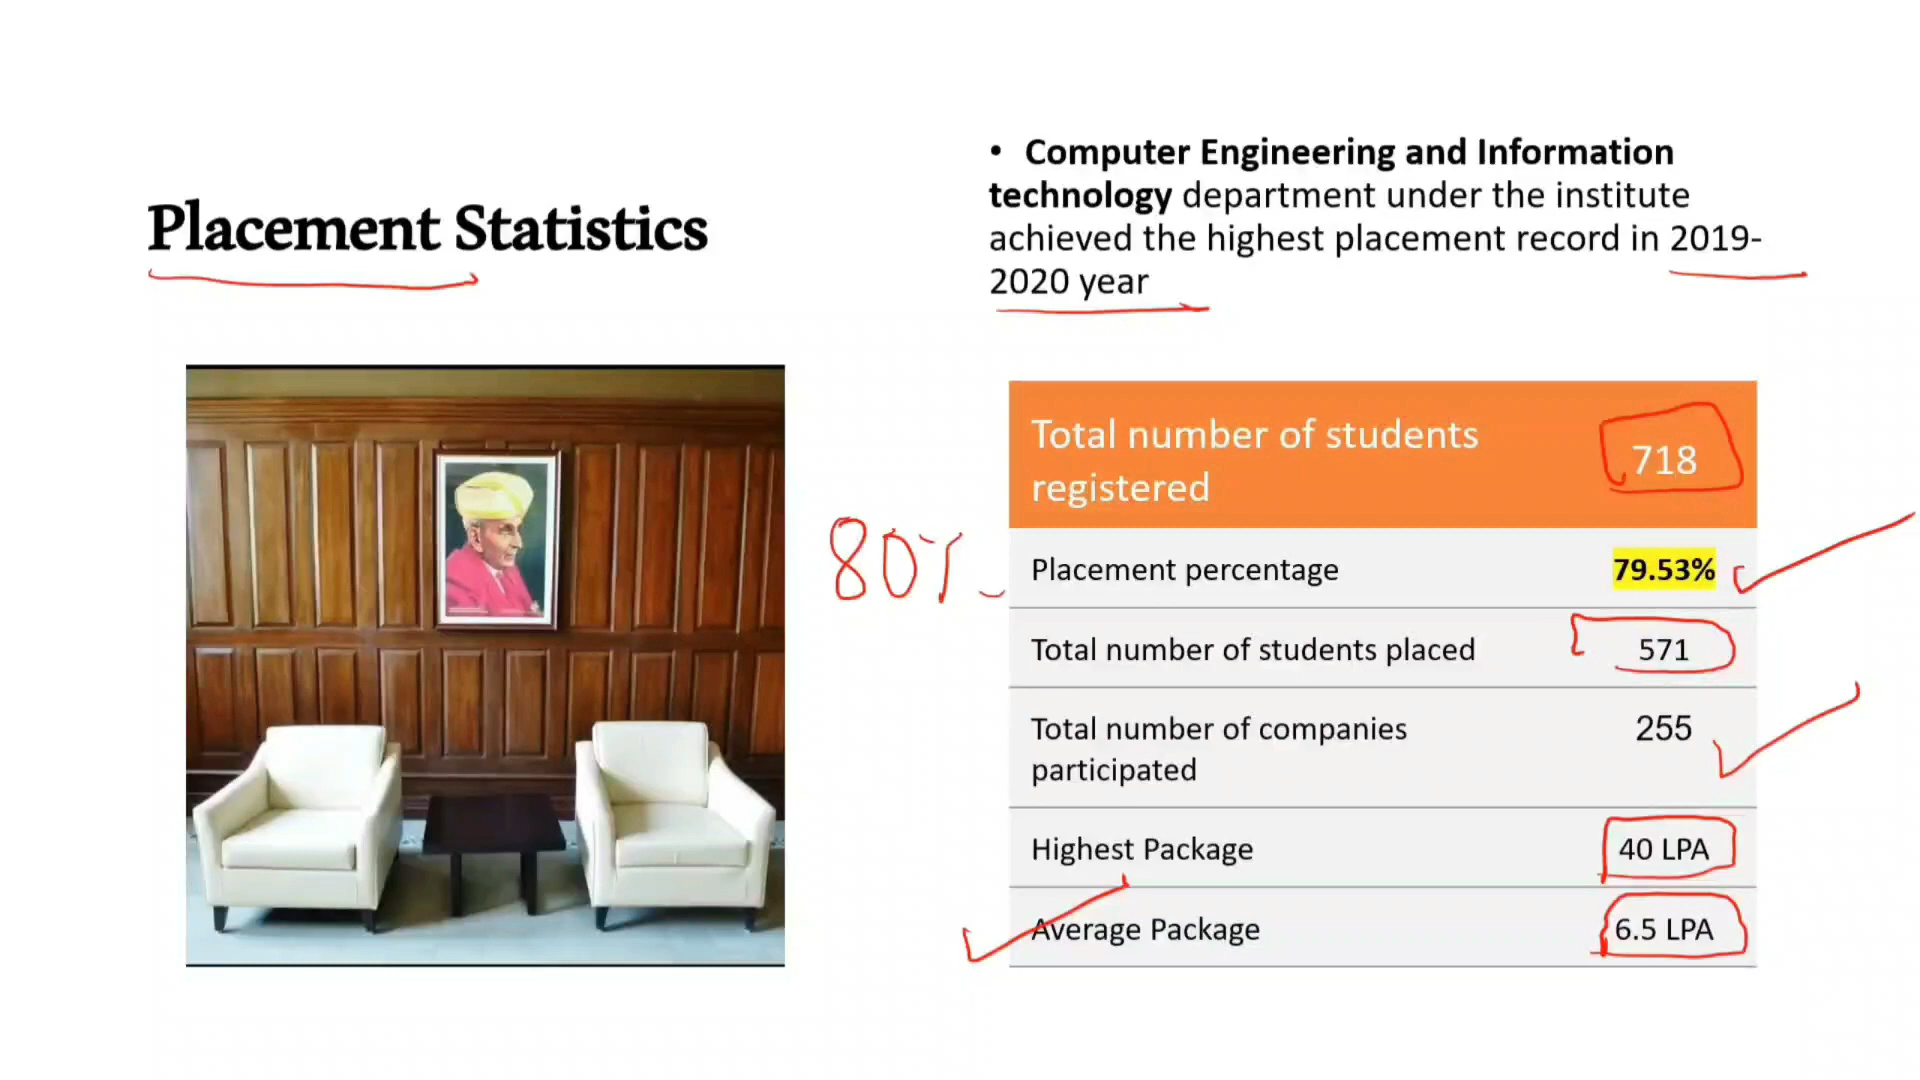 Placement Statistics
• Computer Engineering and Information
technology department under the institute
achieved the highest placement record in 2019-
2020 year
80%
Total number of students
registered
718
Placement percentage 79.53%
Total number of students placed 571
Total number of companies
participated
255
Highest Package 40 LPA
Average Package 6.5 LPA